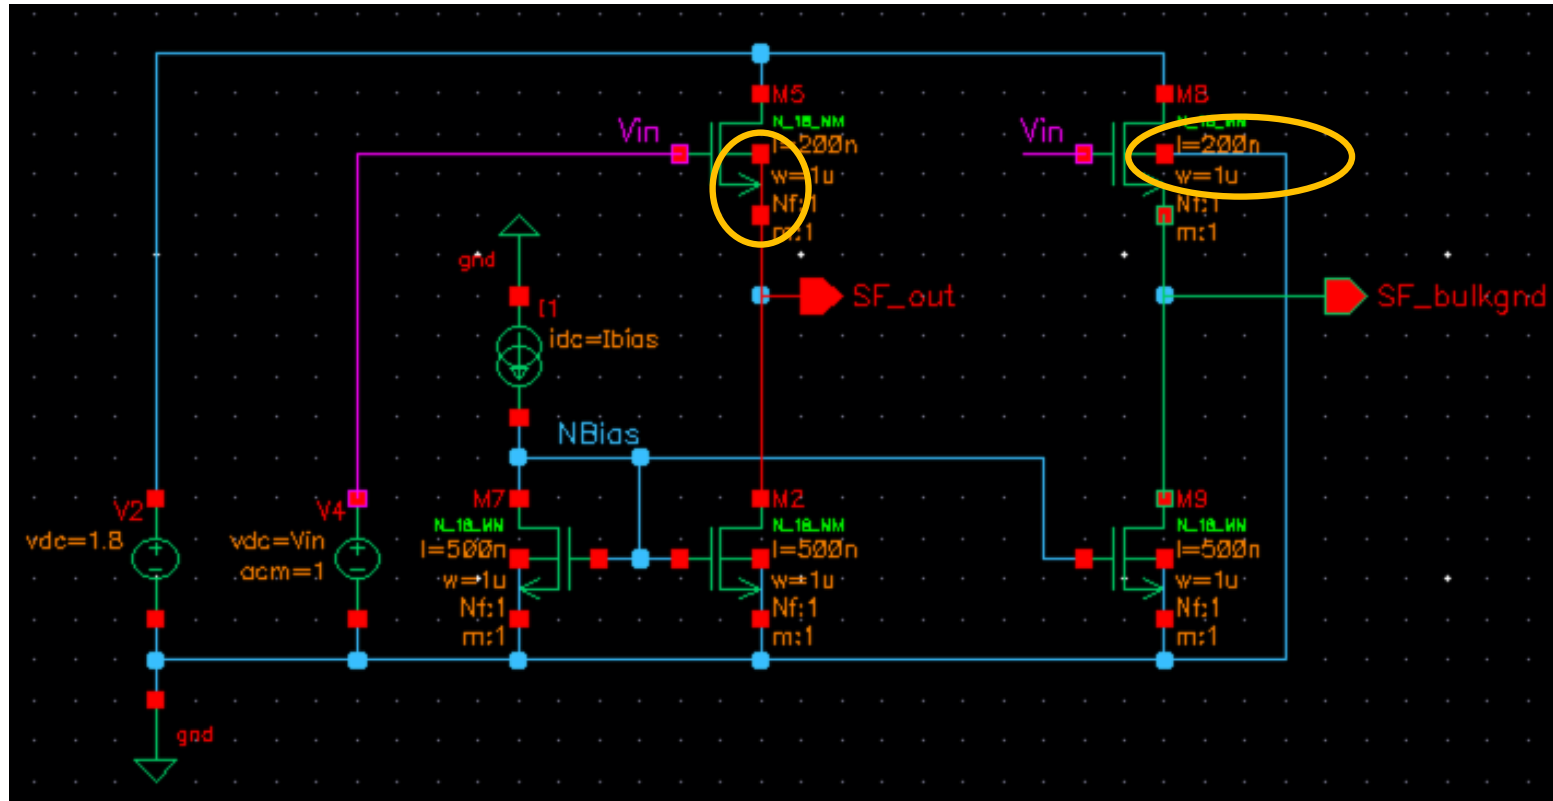 M5
N_18_MM
l=200n
w=1u
Nf:1
m:1
Vin
M8
N_18_MM
l=200n
w=1u
Nf:1
m:1
Vin
gnd
I1
idc=Ibias
SF_out
SF_bulkgnd
NBias
V2
vdc=1.8
V4
vdc=Vin
acm=1
M7
N_18_MM
l=500n
w=1u
Nf:1
m:1
M2
N_18_MM
l=500n
w=1u
Nf:1
m:1
M9
N_18_MM
l=500n
w=1u
Nf:1
m:1
gnd